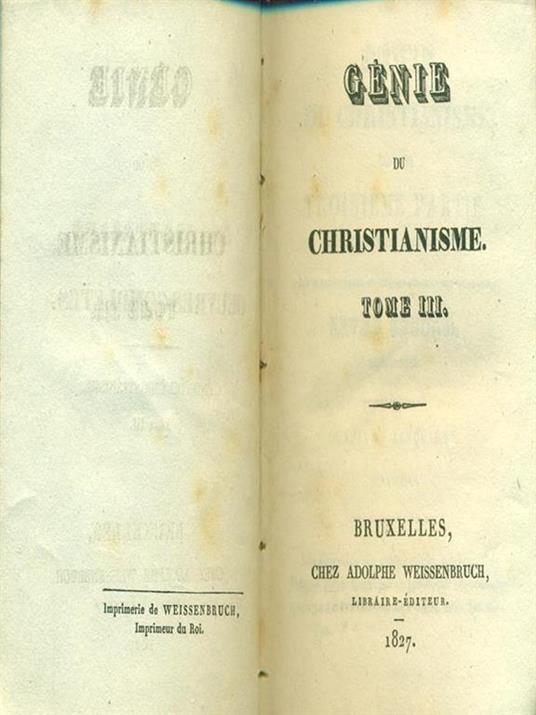 Imprimerie de WEISSENBRUCH,
Imprimeur du Roi.
GÉNIE
DU
CHRISTIANISME.
TOME III.
BRUXELLES,
CHEZ ADOLPHE WEISSENBRUCH,
LIBRAIRE-ÉDITEUR.
1827.